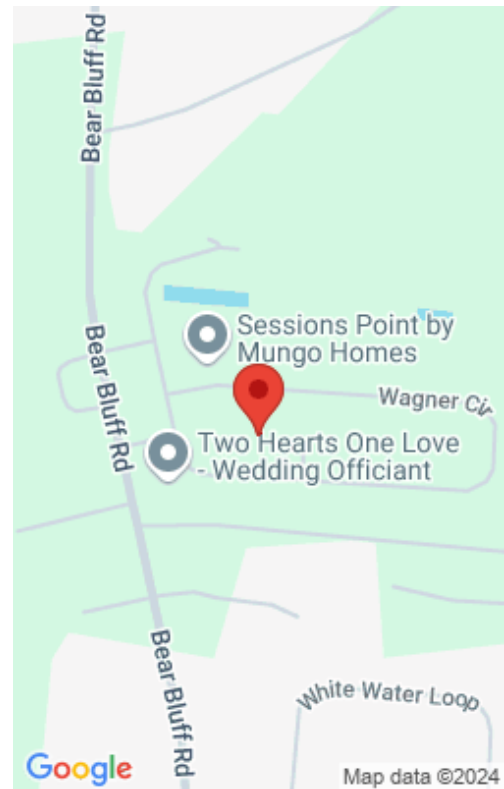 Bear Bluff Rd
Sessions Point by
Mungo Homes
Bear Bluff Rd
Wagner Cir
Two Hearts One Love
- Wedding Officiant
Bear Bluff Rd
White Water Loop
Google
Map data ©2024